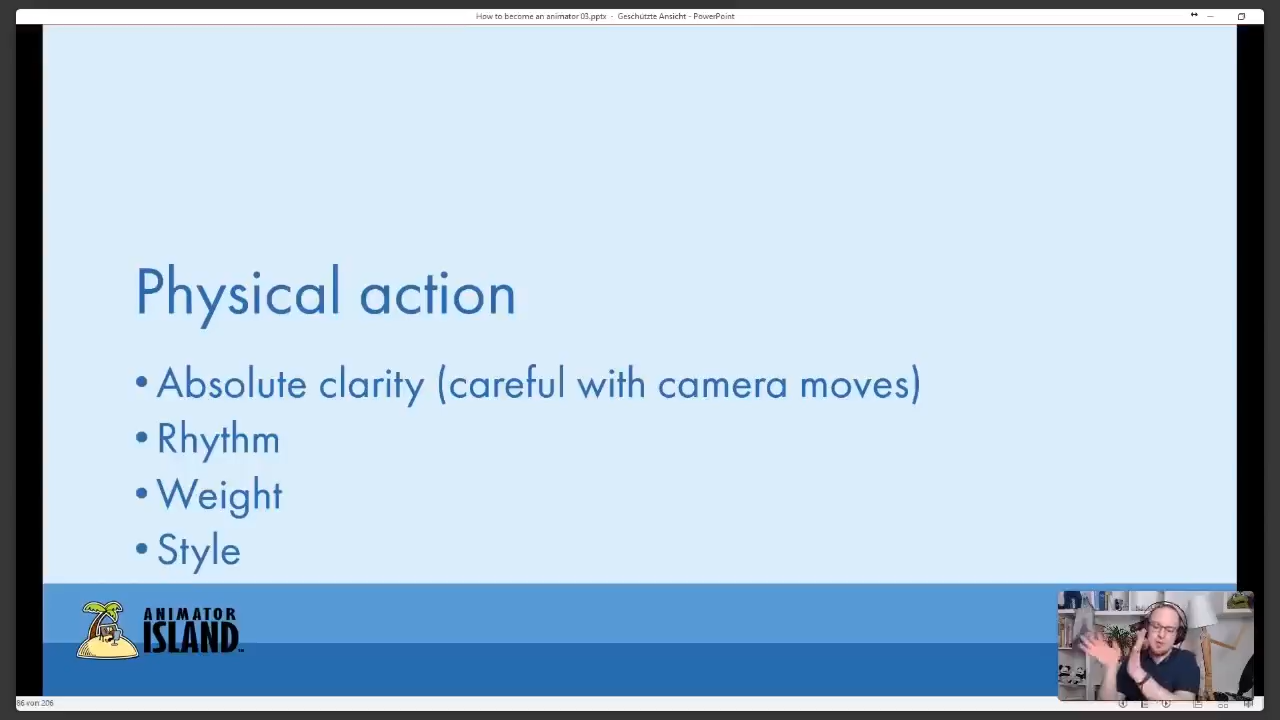 How to become an animator 03.pptx - Geschützte Ansicht - PowerPoint
Physical action
• Absolute clarity (careful with camera moves)
• Rhythm
• Weight
• Style
ANIMATOR
ISLAND™
86 von 206